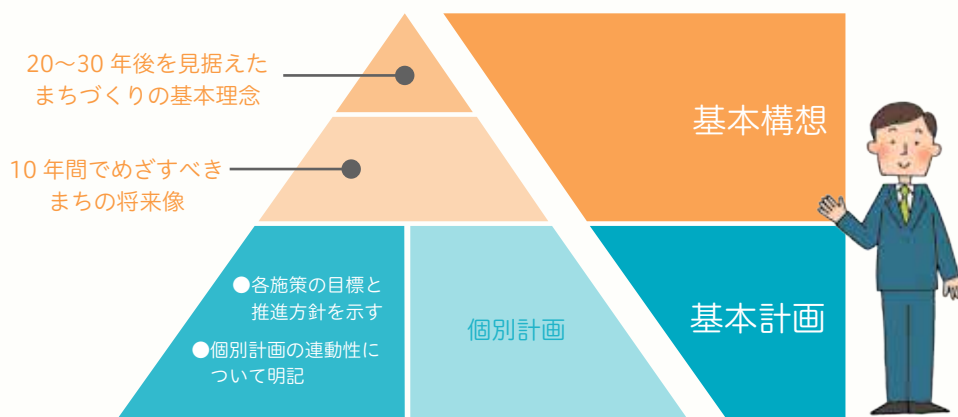 20〜30 年後を見据えた
まちづくりの基本理念
10 年間でめざすべき
まちの将来像
基本構想
●各施策の目標と
推進方針を示す
●個別計画の連動性に
ついて明記
個別計画
基本計画